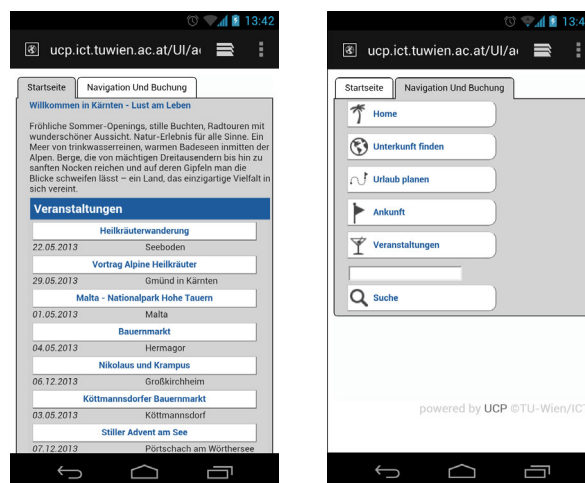 13:42
ucp.ict.tuwien.ac.at/UI/a
Startseite
Navigation Und Buchung
Willkommen in Kärnten - Lust am Leben
Fröhliche Sommer-Openings, stille Buchten, Radtouren mit
wunderschöner Aussicht. Natur-Erlebnis für alle Sinne. Ein
Meer von trinkwasserreinen, warmen Badeseen inmitten der
Alpen. Berge, die von mächtigen Dreitausendern bis hin zu
sanften Nocken reichen und auf deren Gipfeln man die
Blicke schweifen lässt – ein Land, das einzigartige Vielfalt in
sich vereint.
Veranstaltungen
Heilkräuterwanderung
22.05.2013 Seeboden
Vortrag Alpine Heilkräuter
29.05.2013 Gmünd in Kärnten
Malta - Nationalpark Hohe Tauern
01.05.2013 Malta
Bauernmarkt
04.05.2013 Hermagor
Nikolaus und Krampus
06.12.2013 Großkirchheim
Köttmannsdorfer Bauernmarkt
03.05.2013 Köttmannsdorf
Stiller Advent am See
07.12.2013 Pörtschach am Wörthersee
13:4
ucp.ict.tuwien.ac.at/UI/a
Startseite
Navigation Und Buchung
Home
Unterkunft finden
Urlaub planen
Ankunft
Veranstaltungen
Suche
powered by UCP ©TU-Wien/IC